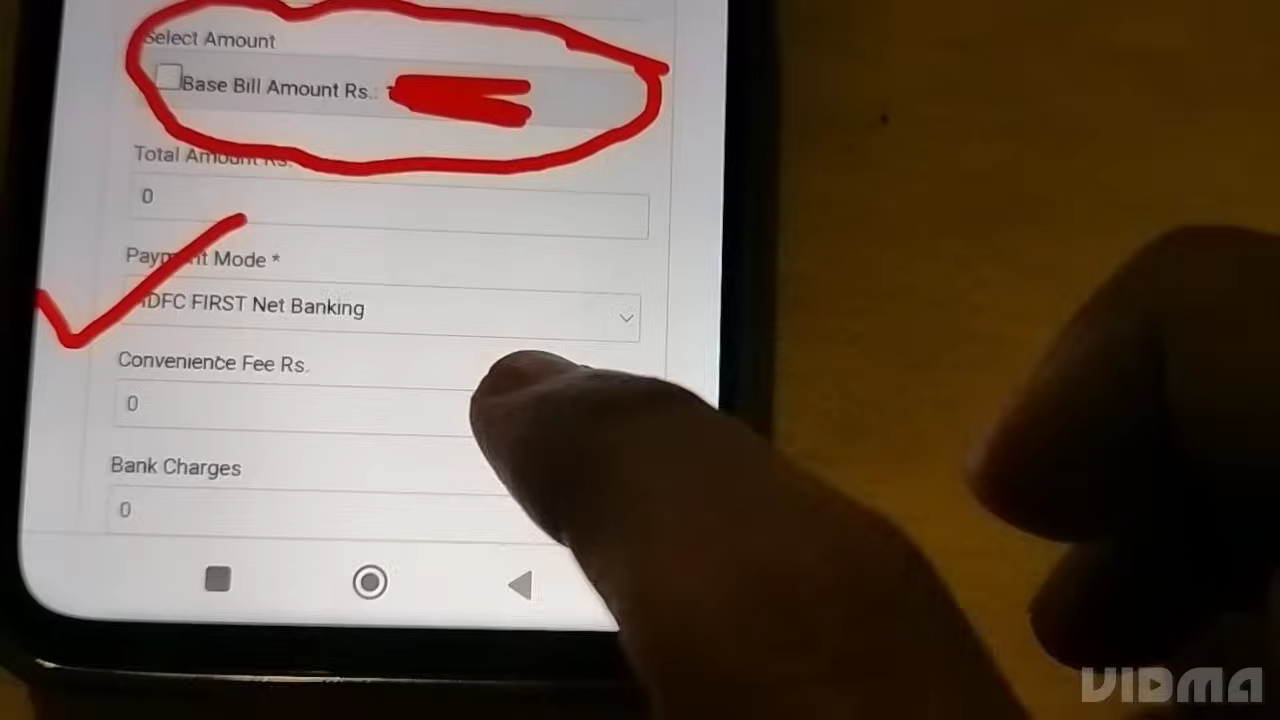 Select Amount
Base Bill Amount Rs.:
Total Amount Rs.
0
Payment Mode *
IDFC FIRST Net Banking
Convenience Fee Rs.
0
Bank Charges
0
VIDMA